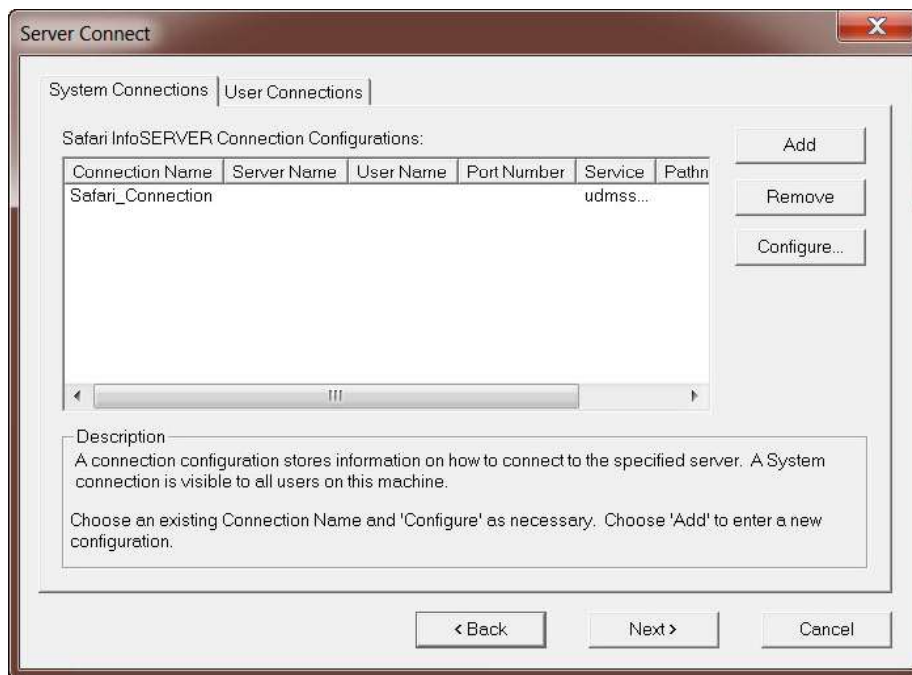 Server Connect
System Connections
User Connections
Safari InfoSERVER Connection Configurations:
Connection Name Server Name User Name Port Number Service Pathn
Safari_Connection udmss...
Add
Remove
Configure...
Description
A connection configuration stores information on how to connect to the specified server. A System
connection is visible to all users on this machine.
Choose an existing Connection Name and 'Configure' as necessary. Choose 'Add' to enter a new
configuration.
< Back
Next >
Cancel